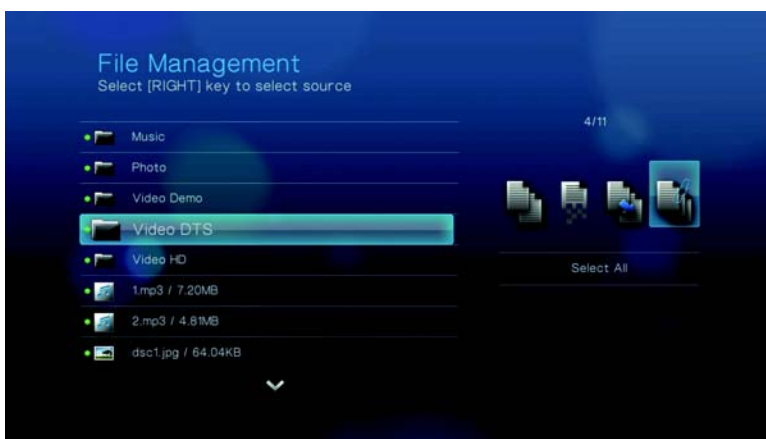 File Management
Select [RIGHT] key to select source
4/11
Music
Photo
Video Demo
Video DTS
Video HD
1.mp3 / 7.20MB
2.mp3 / 4.81MB
dsc1.jpg / 64.04KB
Select All